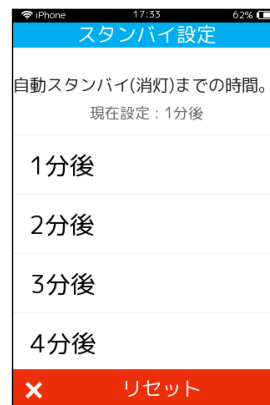 iPhone 17:33 62%
スタンバイ設定
自動スタンバイ(消灯)までの時間。
現在設定：1分後
1分後
2分後
3分後
4分後
× リセット